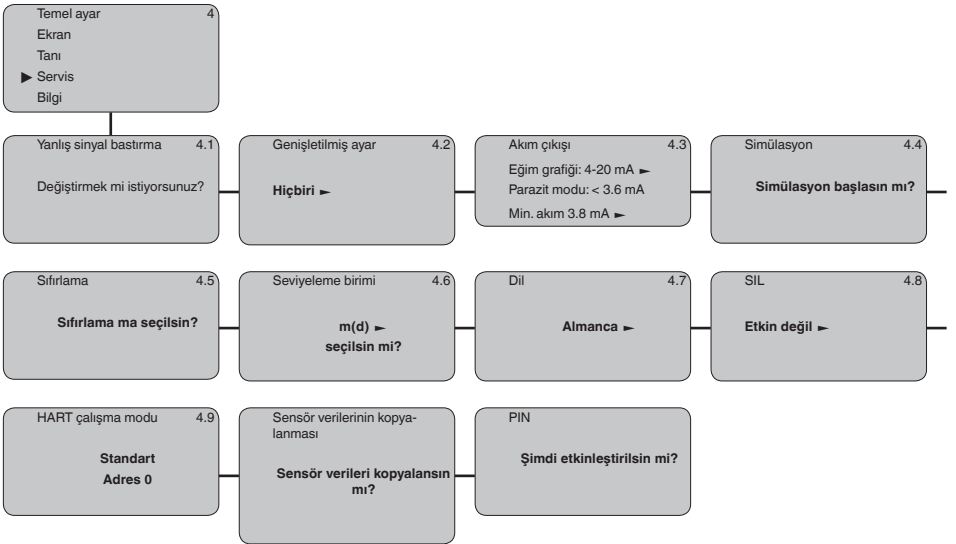 Temel ayar 4
Ekran
Tanı
▶ Servis
Bilgi
Yanlış sinyal bastırma 4.1
Değiştirmek mi istiyorsunuz?
Genişletilmiş ayar 4.2
Hiçbiri ►
Akım çıkışı 4.3
Eğim grafiği: 4-20 mA ►
Parazit modu: < 3.6 mA
Min. akım 3.8 mA ►
Simülasyon 4.4
Simülasyon başlasın mı?
Sıfırlama 4.5
Sıfırlama ma seçilsin?
Seviyeleme birimi 4.6
m(d) ►
seçilsin mi?
Dil 4.7
Almanca ►
SIL 4.8
Etkin değil ►
HART çalışma modu 4.9
Standart
Adres 0
Sensör verilerinin kopya-
lanması
Sensör verileri kopyalansın
mı?
PIN
Şimdi etkinleştirilsin mi?